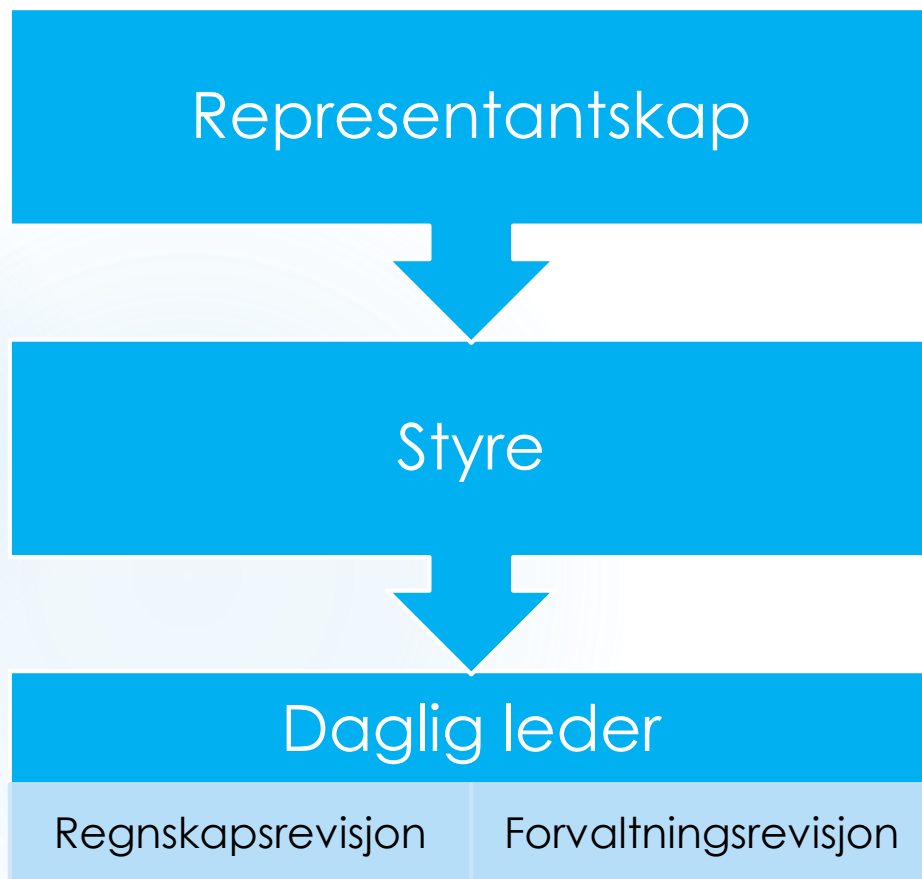 Representantskap
Styre
Daglig leder
Regnskapsrevisjon
Forvaltningsrevisjon